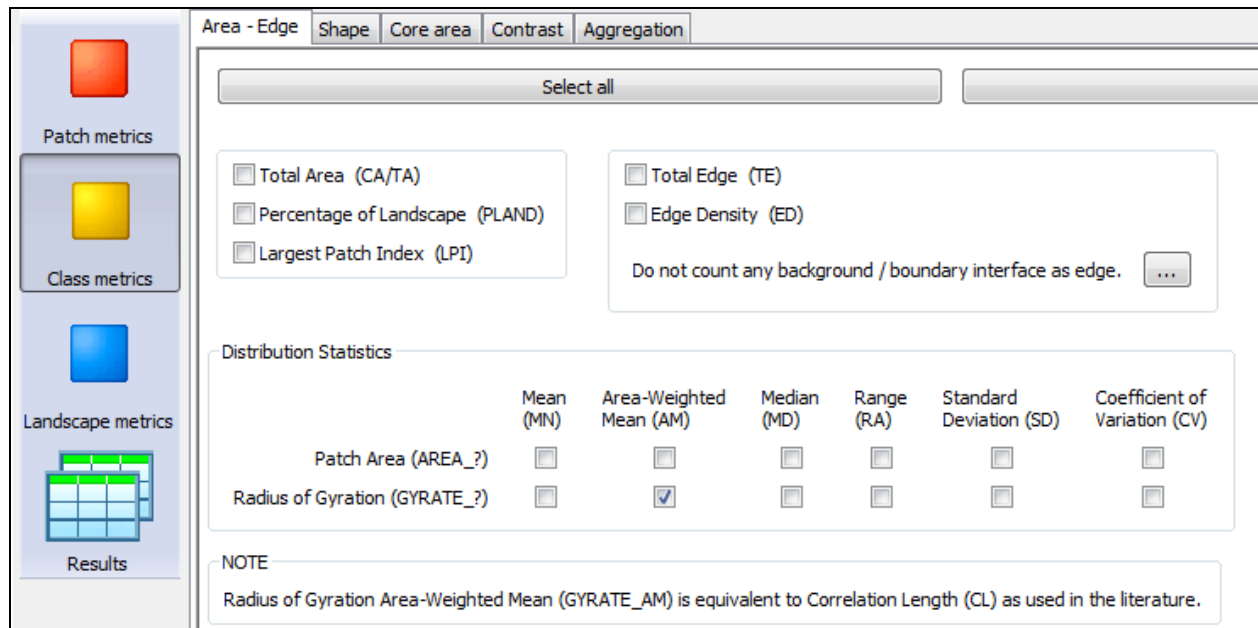 Area - Edge
Shape
Core area
Contrast
Aggregation
Select all
Patch metrics
Class metrics
Landscape metrics
Results
Total Area (CA/TA)
Percentage of Landscape (PLAND)
Largest Patch Index (LPI)
Total Edge (TE)
Edge Density (ED)
Do not count any background / boundary interface as edge.
...
Distribution Statistics
Mean
(MN)
Area-Weighted
Mean (AM)
Median
(MD)
Range
(RA)
Standard
Deviation (SD)
Coefficient of
Variation (CV)
Patch Area (AREA_?)
Radius of Gyration (GYRATE_?)
NOTE
Radius of Gyration Area-Weighted Mean (GYRATE_AM) is equivalent to Correlation Length (CL) as used in the literature.